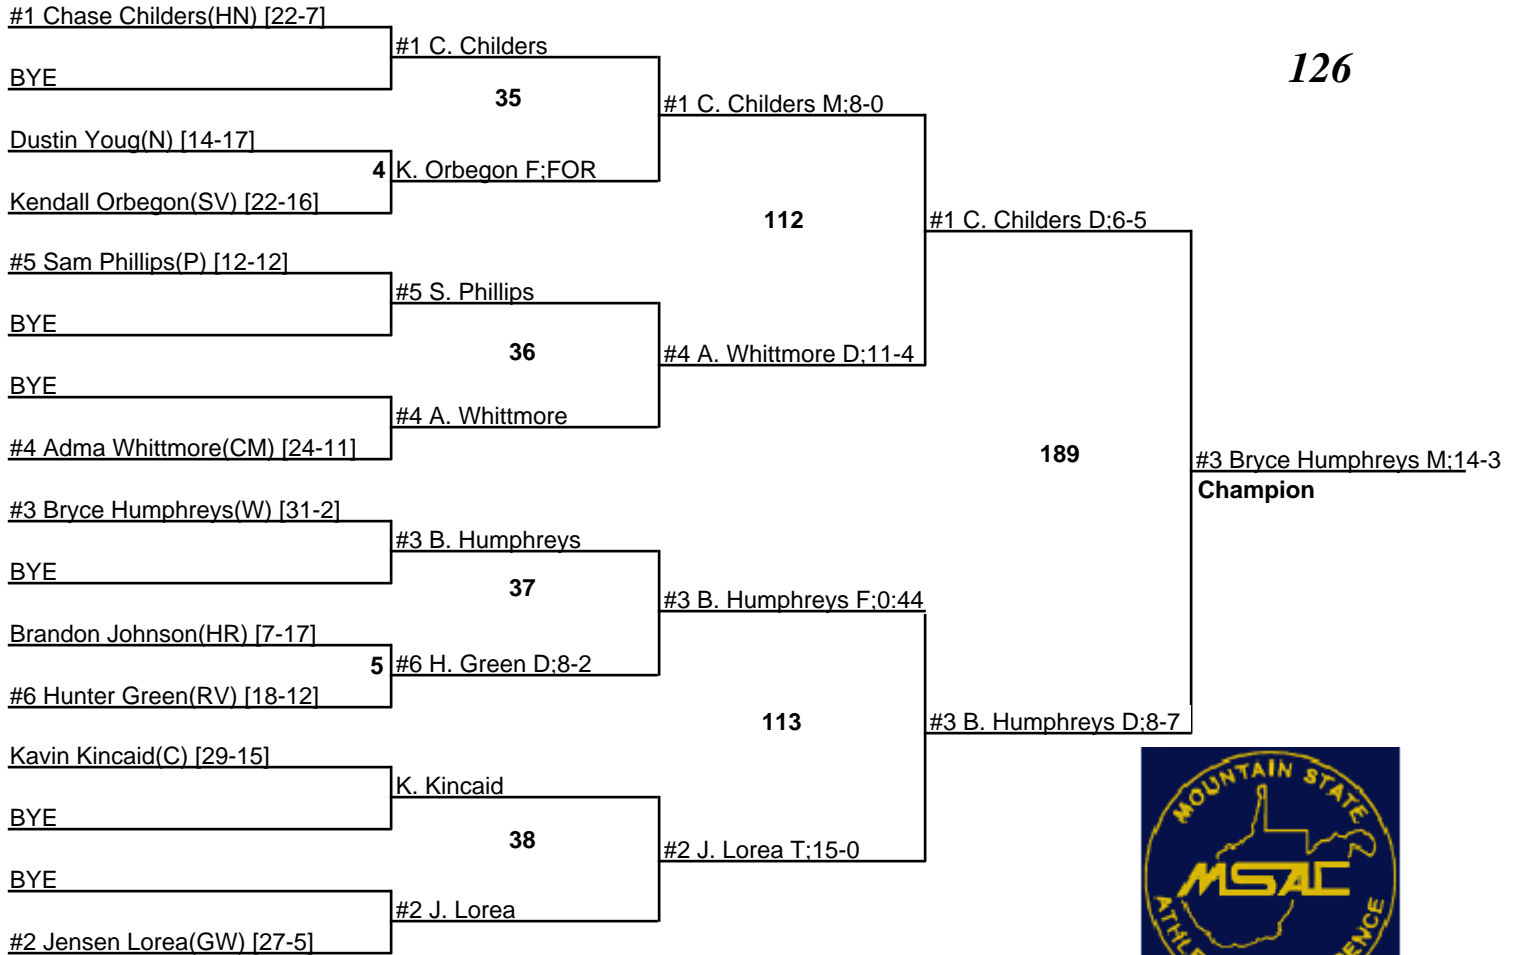 #1 Chase Childers(HN) [22-7]
BYE
Dustin Youg(N) [14-17]
Kendall Orbegon(SV) [22-16]
#5 Sam Phillips(P) [12-12]
BYE
BYE
#4 Adma Whittmore(CM) [24-11]
#3 Bryce Humphreys(W) [31-2]
BYE
Brandon Johnson(HR) [7-17]
#6 Hunter Green(RV) [18-12]
Kavin Kincaid(C) [29-15]
BYE
BYE
#2 Jensen Lorea(GW) [27-5]
#1 C. Childers
35
4 K. Orbegon F;FOR
#5 S. Phillips
36
#4 A. Whittmore
#3 B. Humphreys
37
5 #6 H. Green D;8-2
K. Kincaid
38
#2 J. Lorea
#1 C. Childers M;8-0
112
#4 A. Whittmore D;11-4
#3 B. Humphreys F;0:44
113
#2 J. Lorea T;15-0
#1 C. Childers D;6-5
189
#3 B. Humphreys D;8-7
126
#3 Bryce Humphreys M;14-3
Champion
MOUNTAIN STATE
MSAC